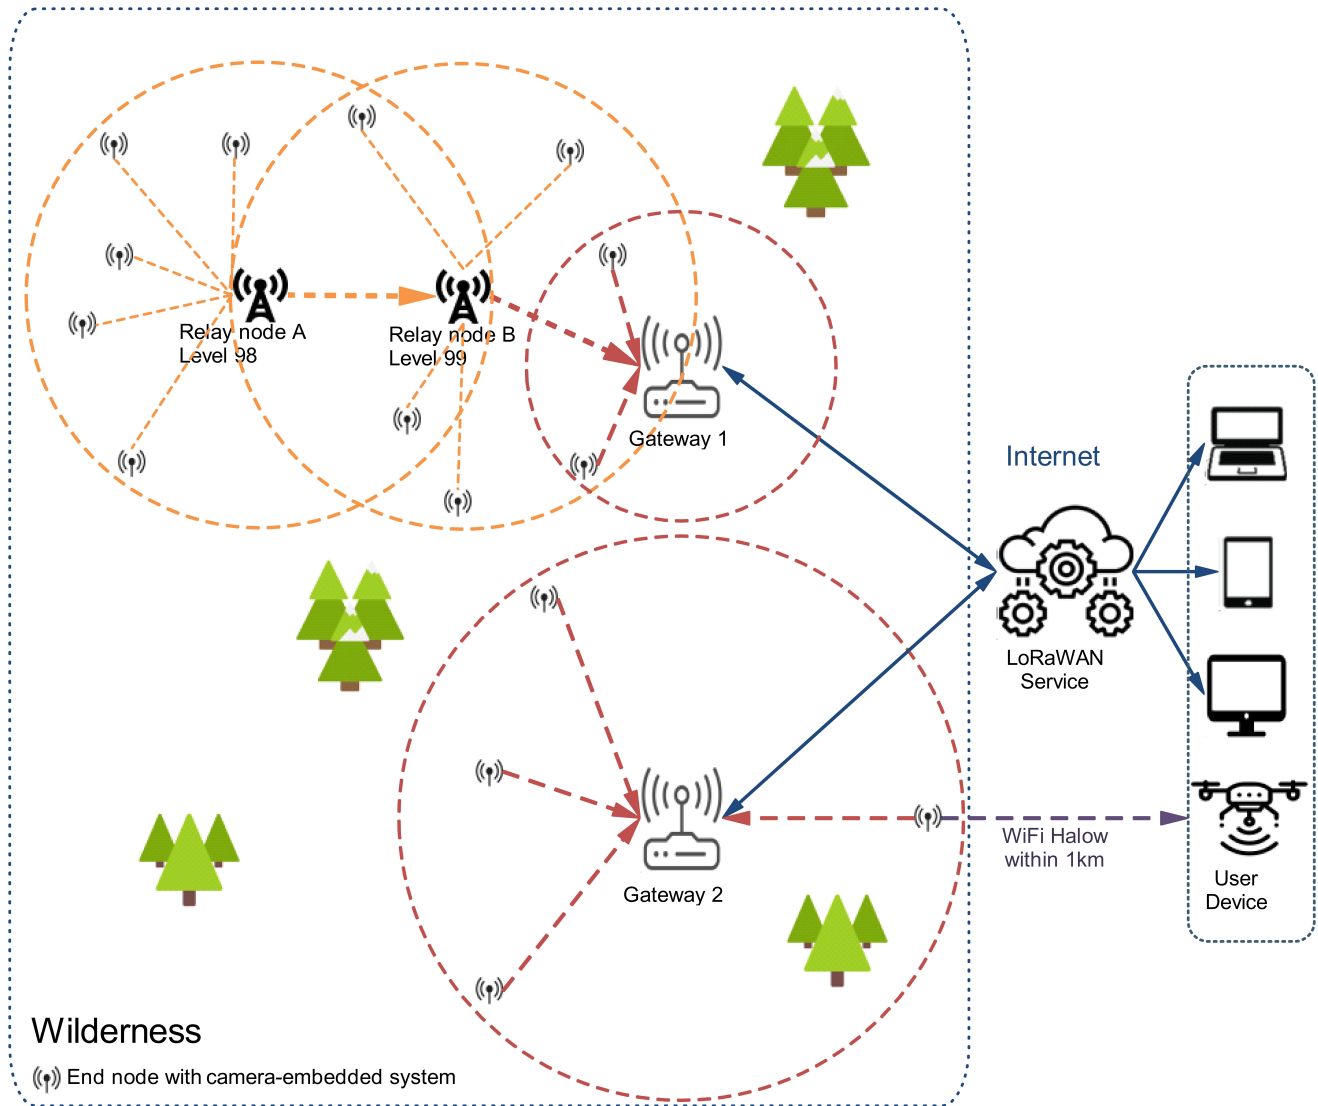 Relay node A
Level 98
Relay node B
Level 99
Gateway 1
Internet
LoRaWAN
Service
WiFi Halow
within 1km
User
Device
Gateway 2
Wilderness
End node with camera-embedded system